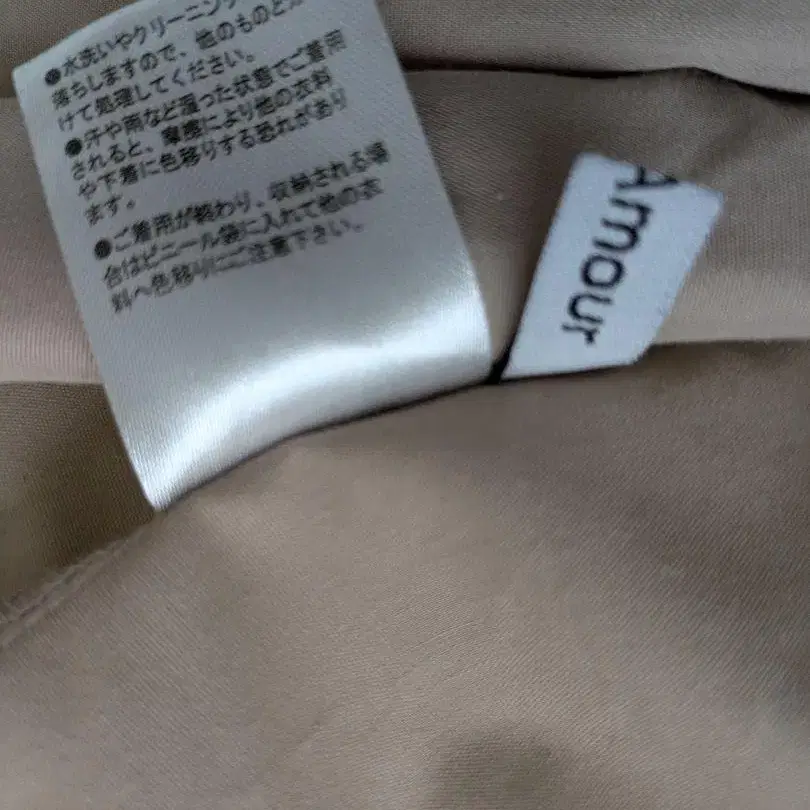 ●水洗いやクリーニング
落ちしますので、他のものと
けて処理してください。
●汗や雨など湿った状態でご着用
されると、摩擦により他の衣料
や下着に色移りする恐れがあり
ます。
●ご着用が終わり、収納される場
合はビニール袋に入れて他の衣
料へ色移りにご注意下さい。
Amour